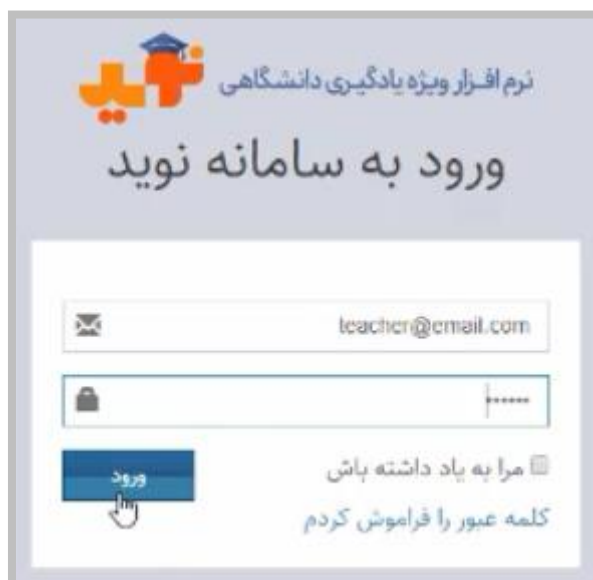 نرم افزار ویژه یادگیری دانشگاهی
نوید
ورود به سامانه نوید
teacher@email.com
••••••
مرا به یاد داشته باش
ورود
کلمه عبور را فراموش کردم